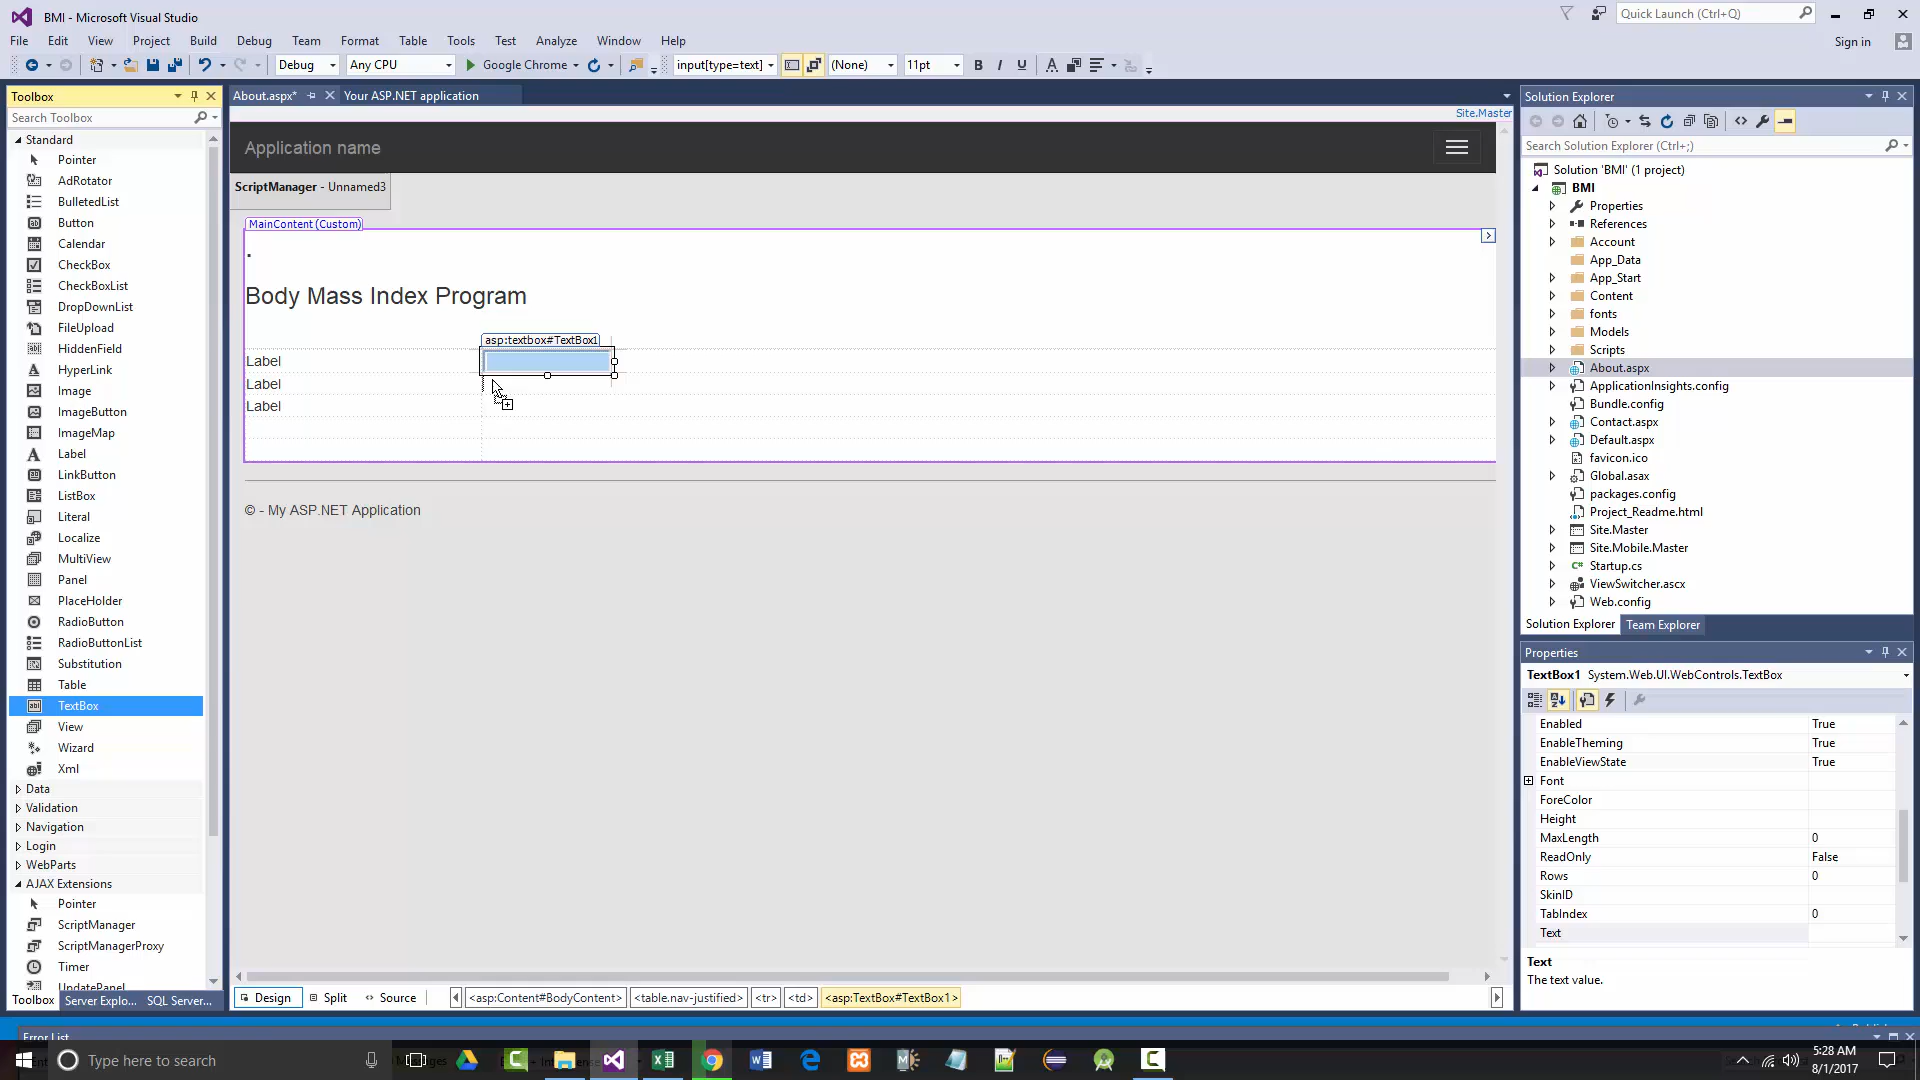 BMI - Microsoft Visual Studio
Quick Launch (Ctrl+Q)
File Edit View Project Build Debug Team Format Table Tools Test Analyze Window Help
Sign in
Debug Any CPU Google Chrome input[type=text] (None) 11pt B I U A
Toolbox
Search Toolbox
Standard
Pointer
AdRotator
BulletedList
Button
Calendar
CheckBox
CheckBoxList
DropDownList
FileUpload
HiddenField
HyperLink
Image
ImageButton
ImageMap
Label
LinkButton
ListBox
Literal
Localize
MultiView
Panel
PlaceHolder
RadioButton
RadioButtonList
Substitution
Table
TextBox
View
Wizard
Xml
Data
Validation
Navigation
Login
WebParts
AJAX Extensions
Pointer
ScriptManager
ScriptManagerProxy
Timer
UpdatePanel
Toolbox Server Explo... SQL Server...
About.aspx* Your ASP.NET application
Site.Master
Application name
ScriptManager - Unnamed3
MainContent (Custom)
.
Body Mass Index Program
asp:textbox#TextBox1
Label
Label
Label
© - My ASP.NET Application
Design Split Source <asp:Content#BodyContent> <table.nav-justified> <tr> <td> <asp:TextBox#TextBox1>
Solution Explorer
Search Solution Explorer (Ctrl+;)
Solution 'BMI' (1 project)
BMI
Properties
References
Account
App_Data
App_Start
Content
fonts
Models
Scripts
About.aspx
ApplicationInsights.config
Bundle.config
Contact.aspx
Default.aspx
favicon.ico
Global.asax
packages.config
Project_Readme.html
Site.Master
Site.Mobile.Master
Startup.cs
ViewSwitcher.ascx
Web.config
Solution Explorer Team Explorer
Properties
TextBox1 System.Web.UI.WebControls.TextBox
Enabled True
EnableTheming True
EnableViewState True
Font
ForeColor
Height
MaxLength 0
ReadOnly False
Rows 0
SkinID
TabIndex 0
Text
Text
The text value.
Error List
Type here to search
5:28 AM
8/1/2017